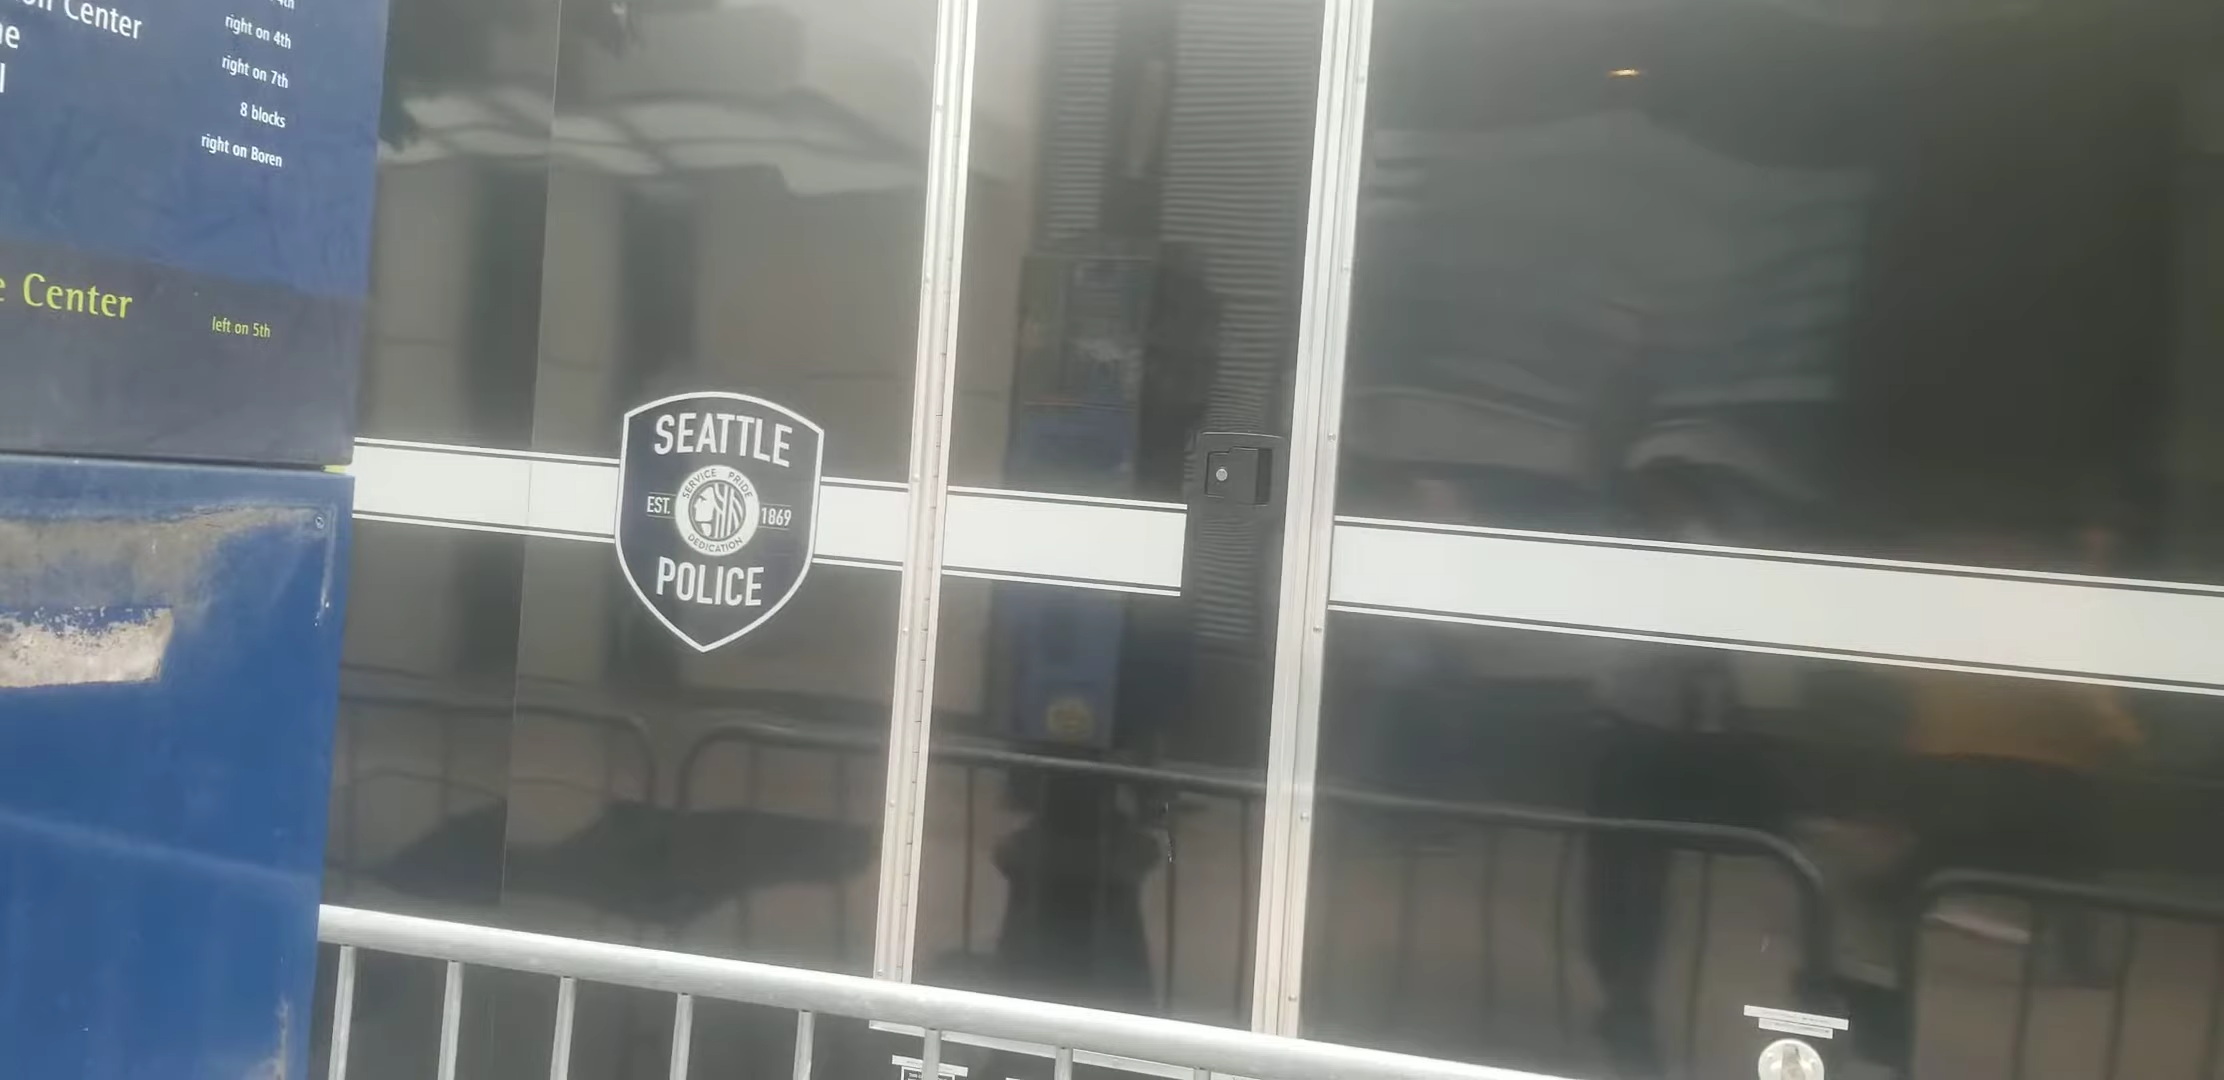 Center
right on 4th
right on 7th
8 blocks
right on Boren
Center
left on 5th
SEATTLE
SERVICE PRIDE
EST. 1869
DEDICATION
POLICE